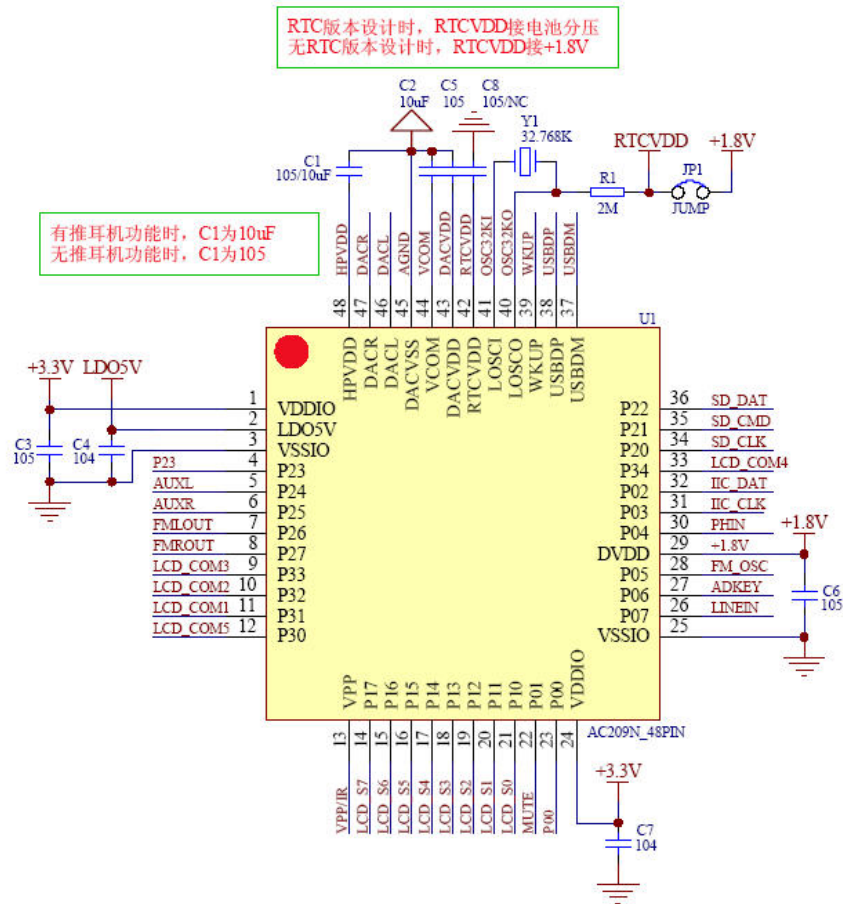 RTC版本设计时，RTCVDD接电池分压
无RTC版本设计时，RTCVDD接+1.8V
C2
10uF
C5
105
C8
105/NC
Y1
32.768K
RTCVDD
+1.8V
C1
105/10uF
R1
2M
JP1
JUMP
有推耳机功能时，C1为10uF
无推耳机功能时，C1为105
HPVDD
DACR
DACL
AGND
VCOM
DACVDD
RTCVDD
OSC32KI
OSC32KO
WKUP
USBDP
USBDM
48
47
46
45
44
43
42
41
40
39
38
37
U1
HPVDD
DACR
DACL
DACVSS
VCOM
DACVDD
RTCVDD
LOSCI
LOSCO
WKUP
USBDP
USBDM
+3.3V
LDO5V
C3
105
C4
104
1 VDDIO
2 LDO5V
3 VSSIO
P23 4 P23
AUXL 5 P24
AUXR 6 P25
FMLOUT 7 P26
FMROUT 8 P27
LCD_COM3 9 P33
LCD_COM2 10 P32
LCD_COM1 11 P31
LCD_COM5 12 P30
P22 36 SD_DAT
P21 35 SD_CMD
P20 34 SD_CLK
P34 33 LCD_COM4
P02 32 IIC_DAT
P03 31 IIC_CLK
P04 30 PHIN
DVDD 29 +1.8V
P05 28 FM_OSC
P06 27 ADKEY
P07 26 LINEIN
VSSIO 25
+1.8V
C6
105
VPP
P17
P16
P15
P14
P13
P12
P11
P10
P01
P00
VDDIO
AC209N_48PIN
13
14
15
16
17
18
19
20
21
22
23
24
VPP/IR
LCD_S7
LCD_S6
LCD_S5
LCD_S4
LCD_S3
LCD_S2
LCD_S1
LCD_S0
MUTE
P00
+3.3V
C7
104